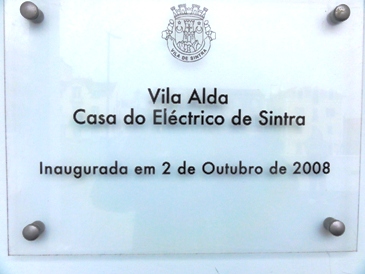 VILA DE SINTRA
Vila Alda
Casa do Eléctrico de Sintra
Inaugurada em 2 de Outubro de 2008